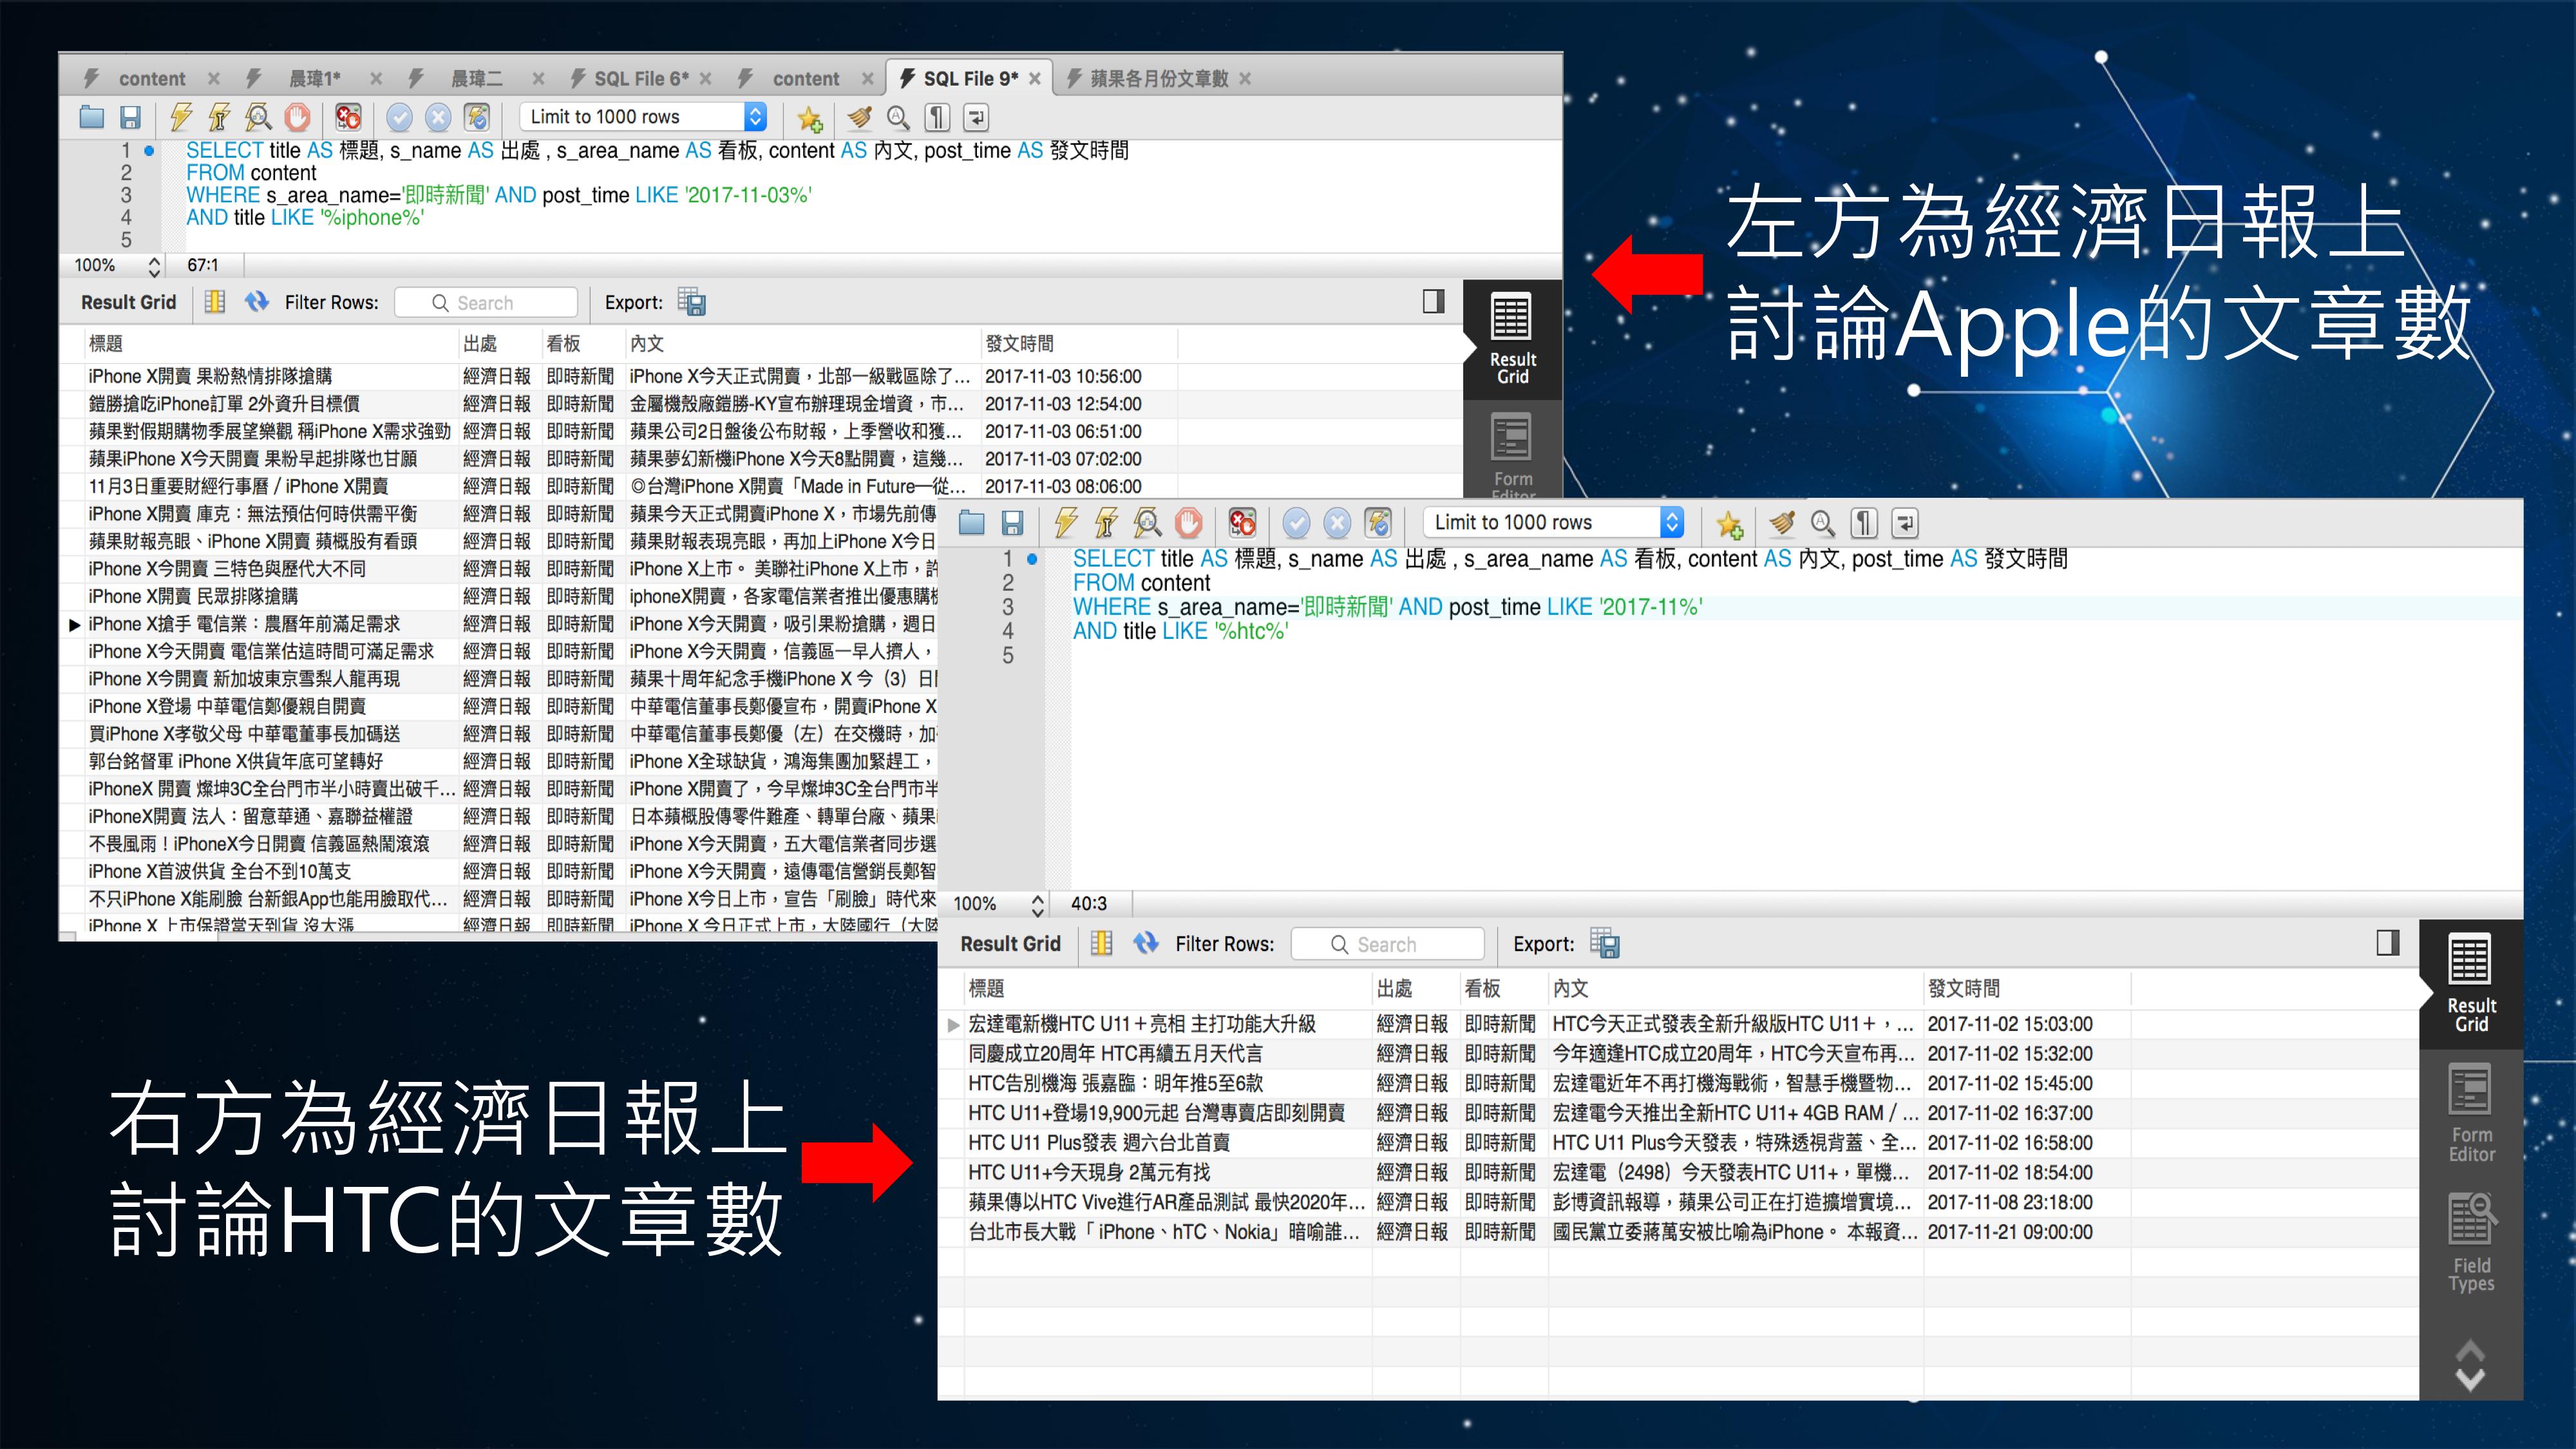 content 晨瑋1* 晨瑋二 SQL File 6* content SQL File 9* 蘋果各月份文章數
Limit to 1000 rows
1 SELECT title AS 標題, s_name AS 出處 , s_area_name AS 看板, content AS 內文, post_time AS 發文時間
2 FROM content
3 WHERE s_area_name='即時新聞' AND post_time LIKE '2017-11-03%'
4 AND title LIKE '%iphone%'
5
100% 67:1
Result Grid Filter Rows: Search Export:
標題 出處 看板 內文 發文時間
iPhone X開賣 果粉熱情排隊搶購 經濟日報 即時新聞 iPhone X今天正式開賣，北部一級戰區除了... 2017-11-03 10:56:00
鎧勝搶吃iPhone訂單 2外資升目標價 經濟日報 即時新聞 金屬機殼廠鎧勝-KY宣布辦理現金增資，市... 2017-11-03 12:54:00
蘋果對假期購物季展望樂觀 稱iPhone X需求強勁 經濟日報 即時新聞 蘋果公司2日盤後公布財報，上季營收和獲... 2017-11-03 06:51:00
蘋果iPhone X今天開賣 果粉早起排隊也甘願 經濟日報 即時新聞 蘋果夢幻新機iPhone X今天8點開賣，這幾... 2017-11-03 07:02:00
11月3日重要財經行事曆 / iPhone X開賣 經濟日報 即時新聞 ◎台灣iPhone X開賣「Made in Future—從... 2017-11-03 08:06:00
iPhone X開賣 庫克：無法預估何時供需平衡 經濟日報 即時新聞 蘋果今天正式開賣iPhone X，市場先前傳
蘋果財報亮眼、iPhone X開賣 蘋概股有看頭 經濟日報 即時新聞 蘋果財報表現亮眼，再加上iPhone X今日
iPhone X今開賣 三特色與歷代大不同 經濟日報 即時新聞 iPhone X上市。 美聯社iPhone X上市，許
iPhone X開賣 民眾排隊搶購 經濟日報 即時新聞 iphoneX開賣，各家電信業者推出優惠購機
iPhone X搶手 電信業：農曆年前滿足需求 經濟日報 即時新聞 iPhone X今天開賣，吸引果粉搶購，週日
iPhone X今天開賣 電信業估這時間可滿足需求 經濟日報 即時新聞 iPhone X今天開賣，信義區一早人擠人，
iPhone X今開賣 新加坡東京雪梨人龍再現 經濟日報 即時新聞 蘋果十周年紀念手機iPhone X 今（3）日
iPhone X登場 中華電信鄭優親自開賣 經濟日報 即時新聞 中華電信董事長鄭優宣布，開賣iPhone X
買iPhone X孝敬父母 中華電董事長加碼送 經濟日報 即時新聞 中華電信董事長鄭優（左）在交機時，加
郭台銘督軍 iPhone X供貨年底可望轉好 經濟日報 即時新聞 iPhone X全球缺貨，鴻海集團加緊趕工，
iPhoneX 開賣 燦坤3C全台門市半小時賣出破千... 經濟日報 即時新聞 iPhone X開賣了，今早燦坤3C全台門市半
iPhoneX開賣 法人：留意華通、嘉聯益權證 經濟日報 即時新聞 日本蘋概股傳零件難產、轉單台廠、蘋果
不畏風雨！iPhoneX今日開賣 信義區熱鬧滾滾 經濟日報 即時新聞 iPhone X今天開賣，五大電信業者同步選
iPhone X首波供貨 全台不到10萬支 經濟日報 即時新聞 iPhone X今天開賣，遠傳電信營銷長鄭智
不只iPhone X能刷臉 台新銀App也能用臉取代... 經濟日報 即時新聞 iPhone X今日上市，宣告「刷臉」時代來
iPhone X 上市保證當天到貨 沒大漲 經濟日報 即時新聞 iPhone X 今日正式上市，大陸國行（大陸
Result
Grid
Form
Editor
左方為經濟日報上
討論Apple的文章數
Limit to 1000 rows
1 SELECT title AS 標題, s_name AS 出處 , s_area_name AS 看板, content AS 內文, post_time AS 發文時間
2 FROM content
3 WHERE s_area_name='即時新聞' AND post_time LIKE '2017-11%'
4 AND title LIKE '%htc%'
5
100% 40:3
Result Grid Filter Rows: Search Export:
標題 出處 看板 內文 發文時間
宏達電新機HTC U11＋亮相 主打功能大升級 經濟日報 即時新聞 HTC今天正式發表全新升級版HTC U11＋，... 2017-11-02 15:03:00
同慶成立20周年 HTC再續五月天代言 經濟日報 即時新聞 今年適逢HTC成立20周年，HTC今天宣布再... 2017-11-02 15:32:00
HTC告別機海 張嘉臨：明年推5至6款 經濟日報 即時新聞 宏達電近年不再打機海戰術，智慧手機暨物... 2017-11-02 15:45:00
HTC U11+登場19,900元起 台灣專賣店即刻開賣 經濟日報 即時新聞 宏達電今天推出全新HTC U11+ 4GB RAM / ... 2017-11-02 16:37:00
HTC U11 Plus發表 週六台北首賣 經濟日報 即時新聞 HTC U11 Plus今天發表，特殊透視背蓋、全... 2017-11-02 16:58:00
HTC U11+今天現身 2萬元有找 經濟日報 即時新聞 宏達電（2498）今天發表HTC U11+，單機... 2017-11-02 18:54:00
蘋果傳以HTC Vive進行AR產品測試 最快2020年... 經濟日報 即時新聞 彭博資訊報導，蘋果公司正在打造擴增實境... 2017-11-08 23:18:00
台北市長大戰「 iPhone、hTC、Nokia」暗喻誰... 經濟日報 即時新聞 國民黨立委蔣萬安被比喻為iPhone。 本報資... 2017-11-21 09:00:00
Result
Grid
Form
Editor
Field
Types
右方為經濟日報上
討論HTC的文章數